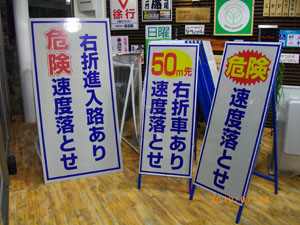 危険
右折進入路あり
速度落とせ
50m先
右折車あり
速度落とせ
危険
速度落とせ
徐行
日曜